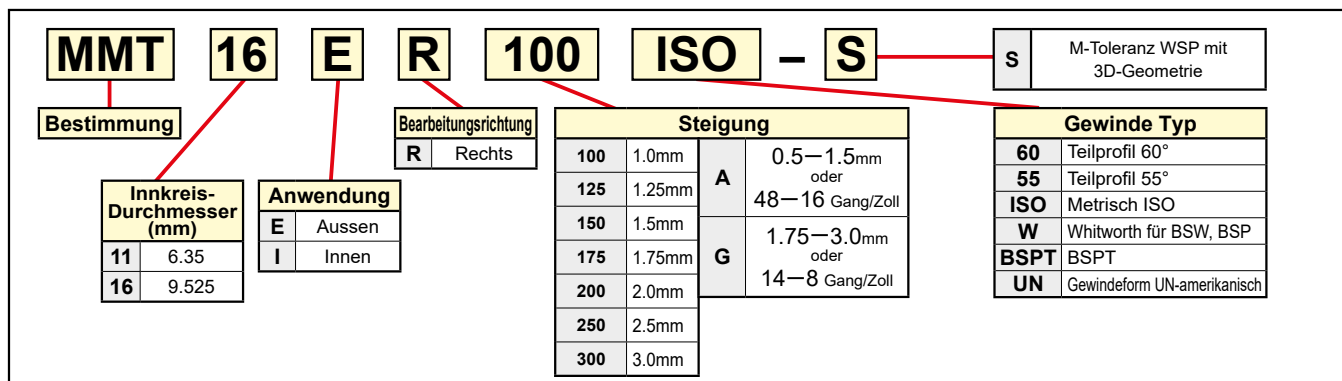 MMT 16 E R 100 ISO – S
S M-Toleranz WSP mit
3D-Geometrie
Bestimmung
Innkreis-
Durchmesser
(mm)
11 6.35
16 9.525
Anwendung
E Aussen
I Innen
Bearbeitungsrichtung
R Rechts
Steigung
100 1.0mm
125 1.25mm
150 1.5mm
175 1.75mm
200 2.0mm
250 2.5mm
300 3.0mm
A 0.5—1.5mm
oder
48—16 Gang/Zoll
G 1.75—3.0mm
oder
14—8 Gang/Zoll
Gewinde Typ
60 Teilprofil 60°
55 Teilprofil 55°
ISO Metrisch ISO
W Whitworth für BSW, BSP
BSPT BSPT
UN Gewindeform UN-amerikanisch